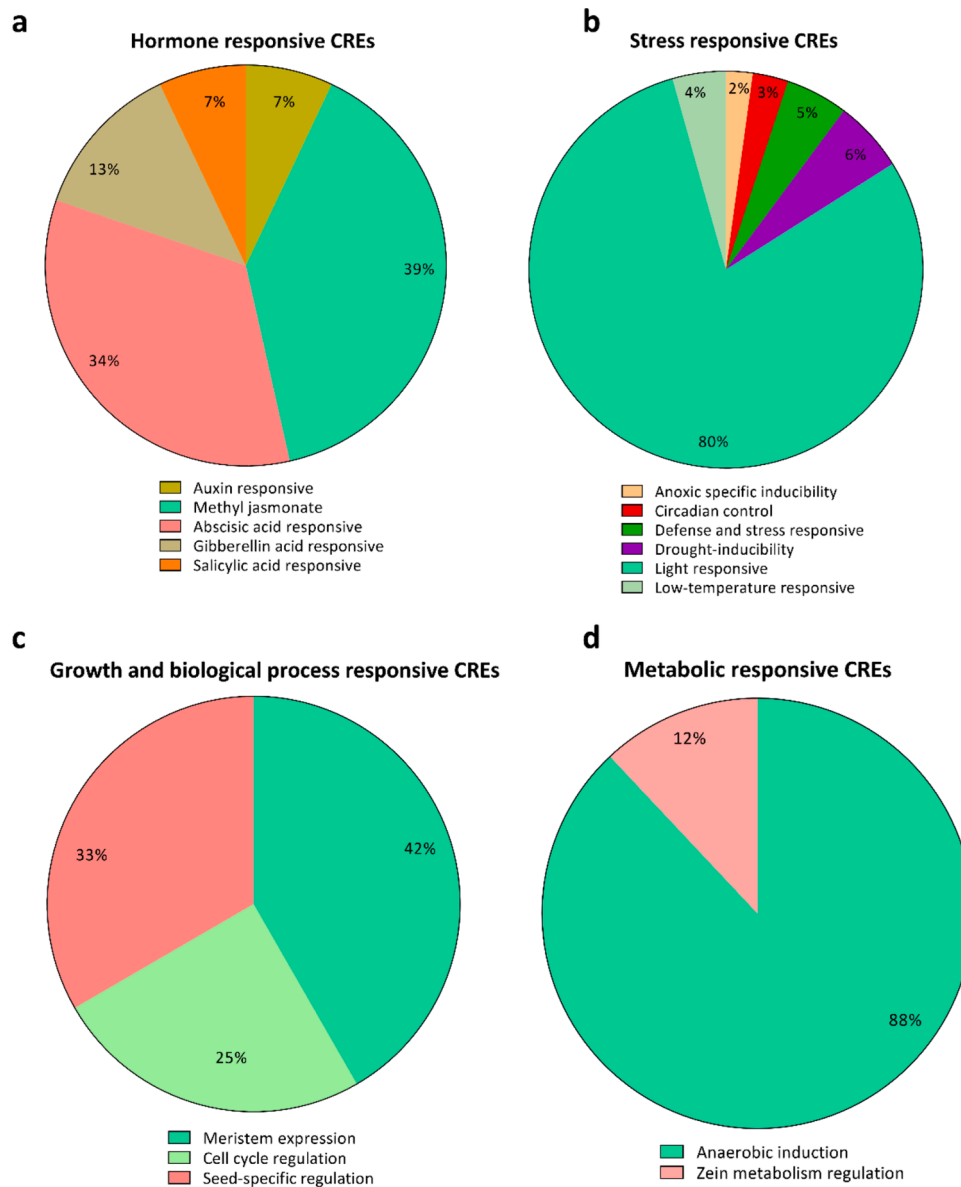 a
Hormone responsive CREs
7%
7%
13%
39%
34%
Auxin responsive
Methyl jasmonate
Abscisic acid responsive
Gibberellin acid responsive
Salicylic acid responsive
b
Stress responsive CREs
4%
2%
3%
5%
6%
80%
Anoxic specific inducibility
Circadian control
Defense and stress responsive
Drought-inducibility
Light responsive
Low-temperature responsive
c
Growth and biological process responsive CREs
33%
42%
25%
Meristem expression
Cell cycle regulation
Seed-specific regulation
d
Metabolic responsive CREs
12%
88%
Anaerobic induction
Zein metabolism regulation